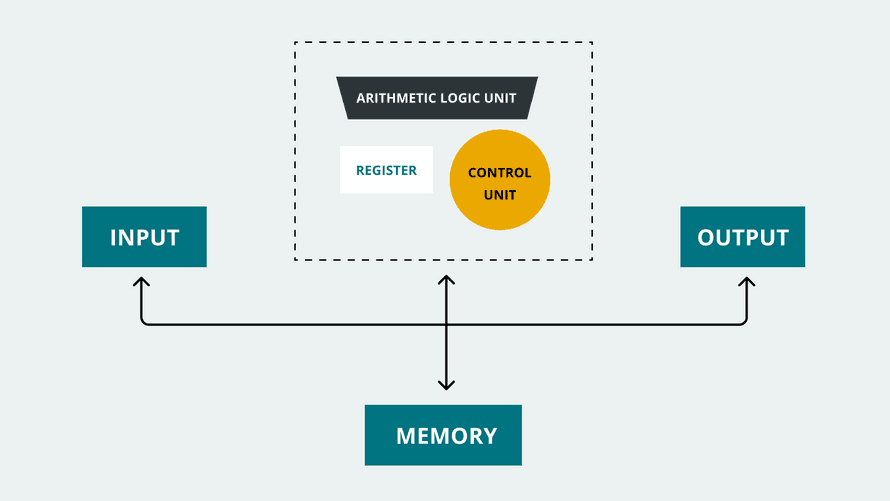 ARITHMETIC LOGIC UNIT
REGISTER
CONTROL
UNIT
INPUT
OUTPUT
MEMORY